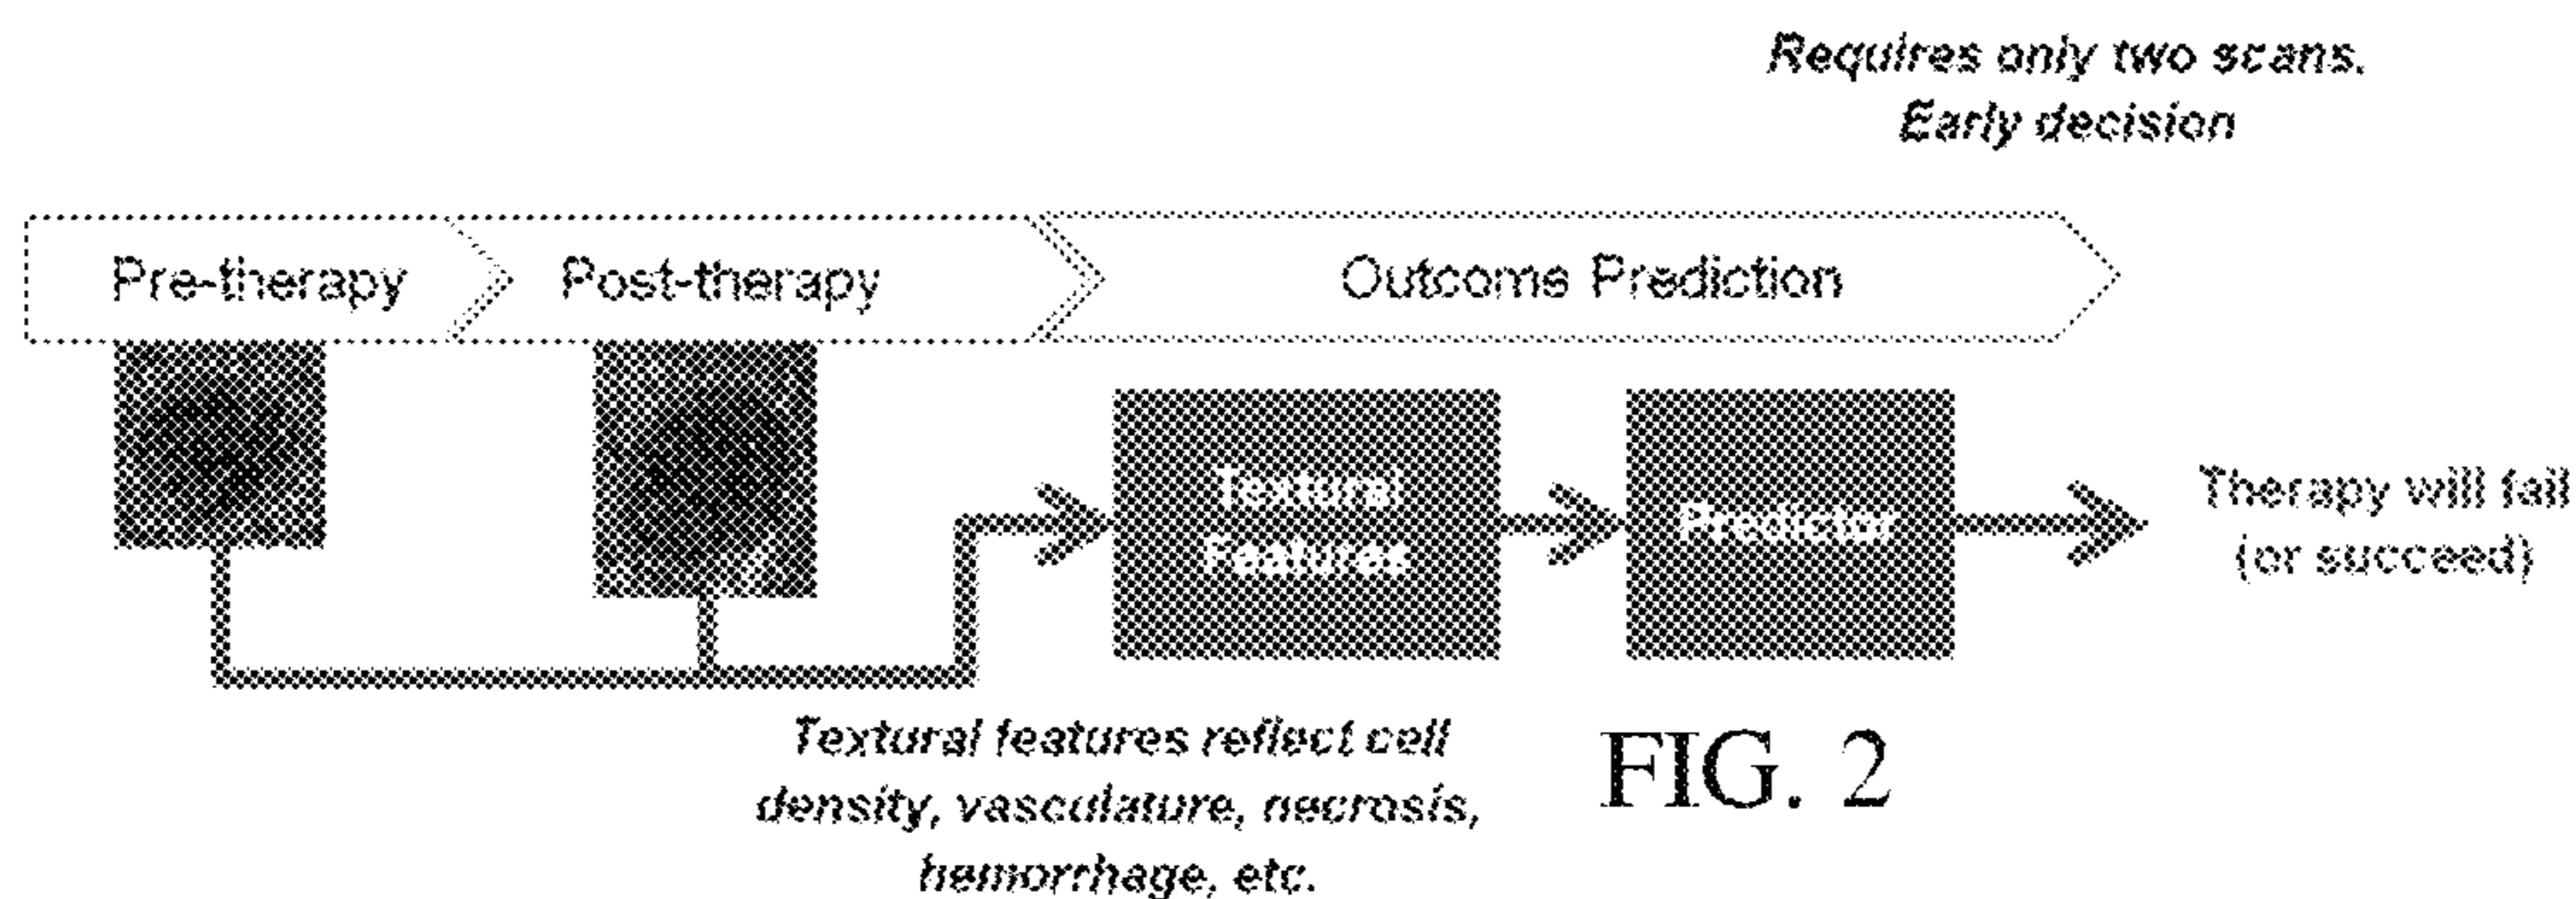 Requires only two scans.
Early decision
Pre-therapy
Post-therapy
Outcome Prediction
Textural
Features
Predictor
Therapy will fail
(or succeed)
Textural features reflect cell
density, vasculature, necrosis,
hemorrhage, etc.
FIG. 2